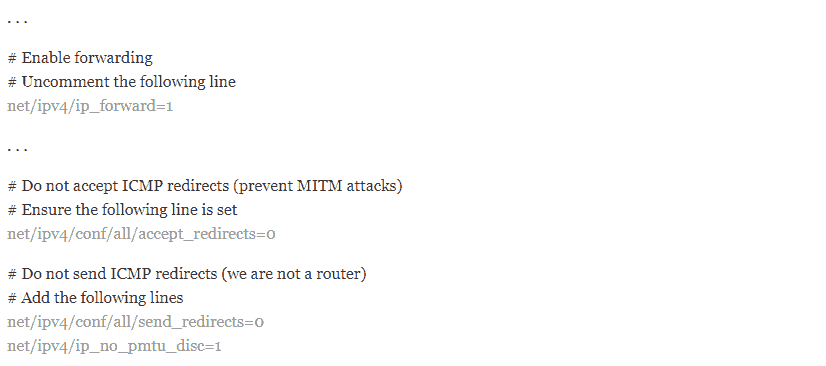 . . .
# Enable forwarding
# Uncomment the following line
net/ipv4/ip_forward=1
. . .
# Do not accept ICMP redirects (prevent MITM attacks)
# Ensure the following line is set
net/ipv4/conf/all/accept_redirects=0
# Do not send ICMP redirects (we are not a router)
# Add the following lines
net/ipv4/conf/all/send_redirects=0
net/ipv4/ip_no_pmtu_disc=1